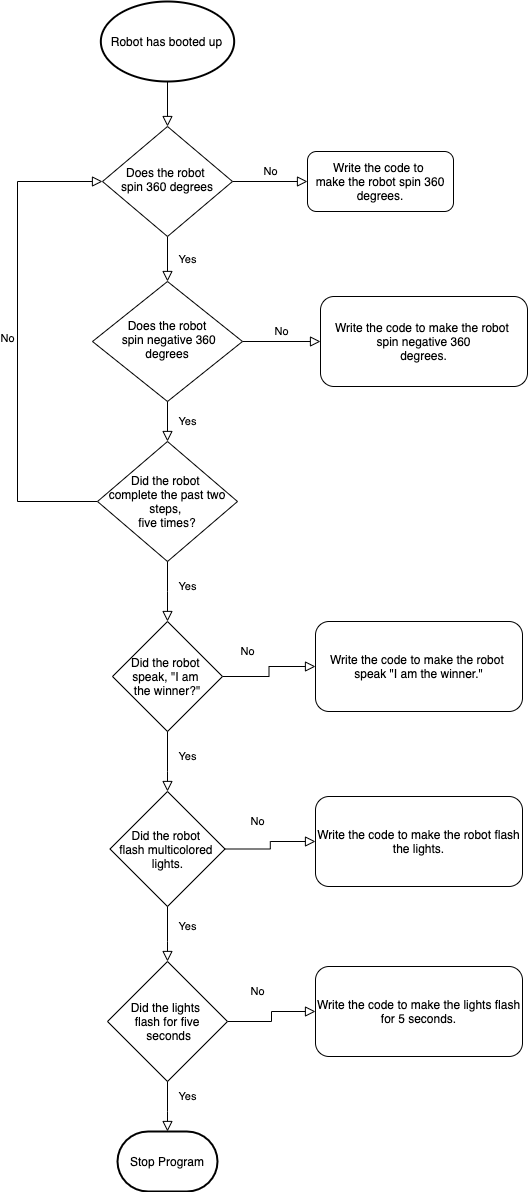 Robot has booted up
Does the robot
spin 360 degrees
No
Write the code to
make the robot spin 360
degrees.
Yes
Does the robot
spin negative 360
degrees
No
Write the code to make the robot
spin negative 360
degrees.
No
Yes
Did the robot
complete the past two
steps,
five times?
Yes
Did the robot
speak, "I am
the winner?"
No
Write the code to make the robot
speak "I am the winner."
Yes
Did the robot
flash multicolored
lights.
No
Write the code to make the robot flash
the lights.
Yes
Did the lights
flash for five
seconds
No
Write the code to make the lights flash
for 5 seconds.
Yes
Stop Program